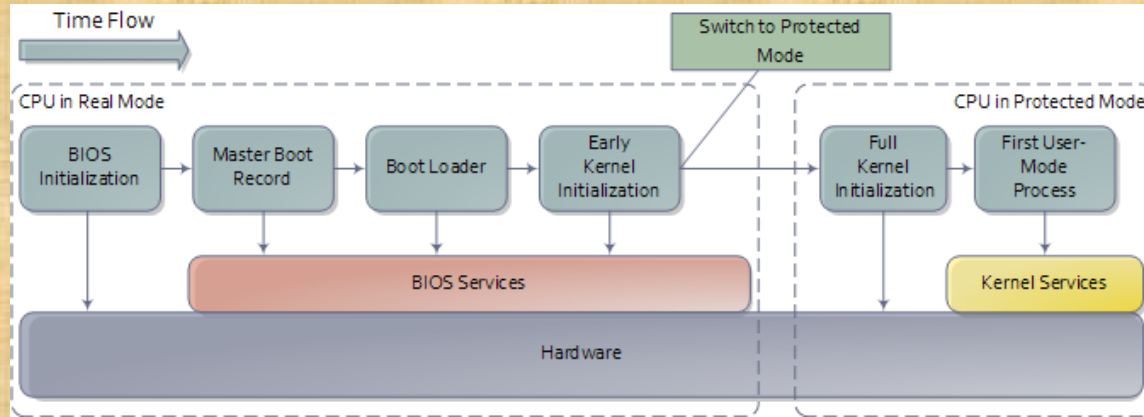 Time Flow
Switch to Protected
Mode
CPU in Real Mode
CPU in Protected Mode
BIOS
Initialization
Master Boot
Record
Boot Loader
Early
Kernel
Initialization
Full
Kernel
Initialization
First User-
Mode
Process
BIOS Services
Kernel Services
Hardware